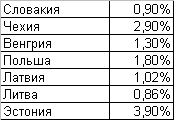 Словакия 0,90%
Чехия 2,90%
Венгрия 1,30%
Польша 1,80%
Латвия 1,02%
Литва 0,86%
Эстония 3,90%